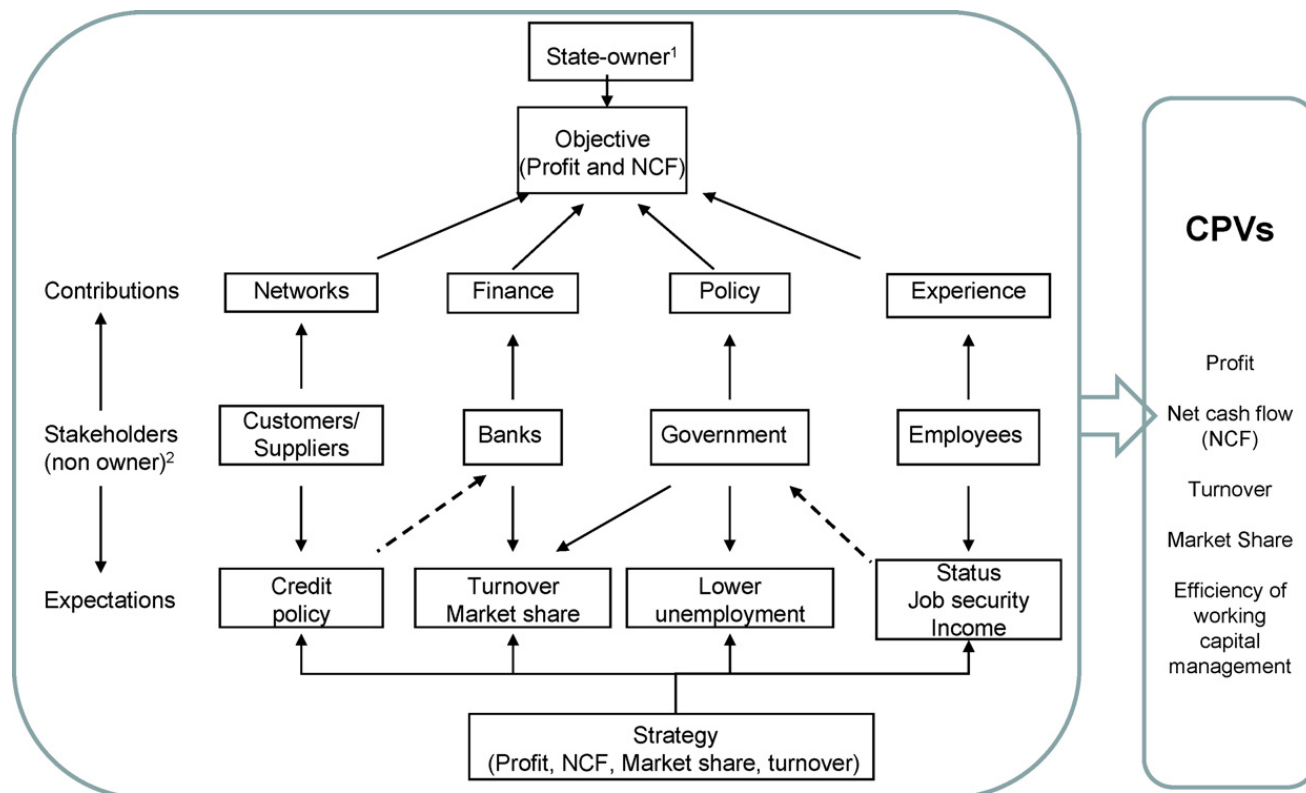 State-owner¹
Objective
(Profit and NCF)
Contributions
Networks
Finance
Policy
Experience
Stakeholders
(non owner)²
Customers/
Suppliers
Banks
Government
Employees
Expectations
Credit
policy
Turnover
Market share
Lower
unemployment
Status
Job security
Income
Strategy
(Profit, NCF, Market share, turnover)
CPVs
Profit
Net cash flow
(NCF)
Turnover
Market Share
Efficiency of
working
capital
management